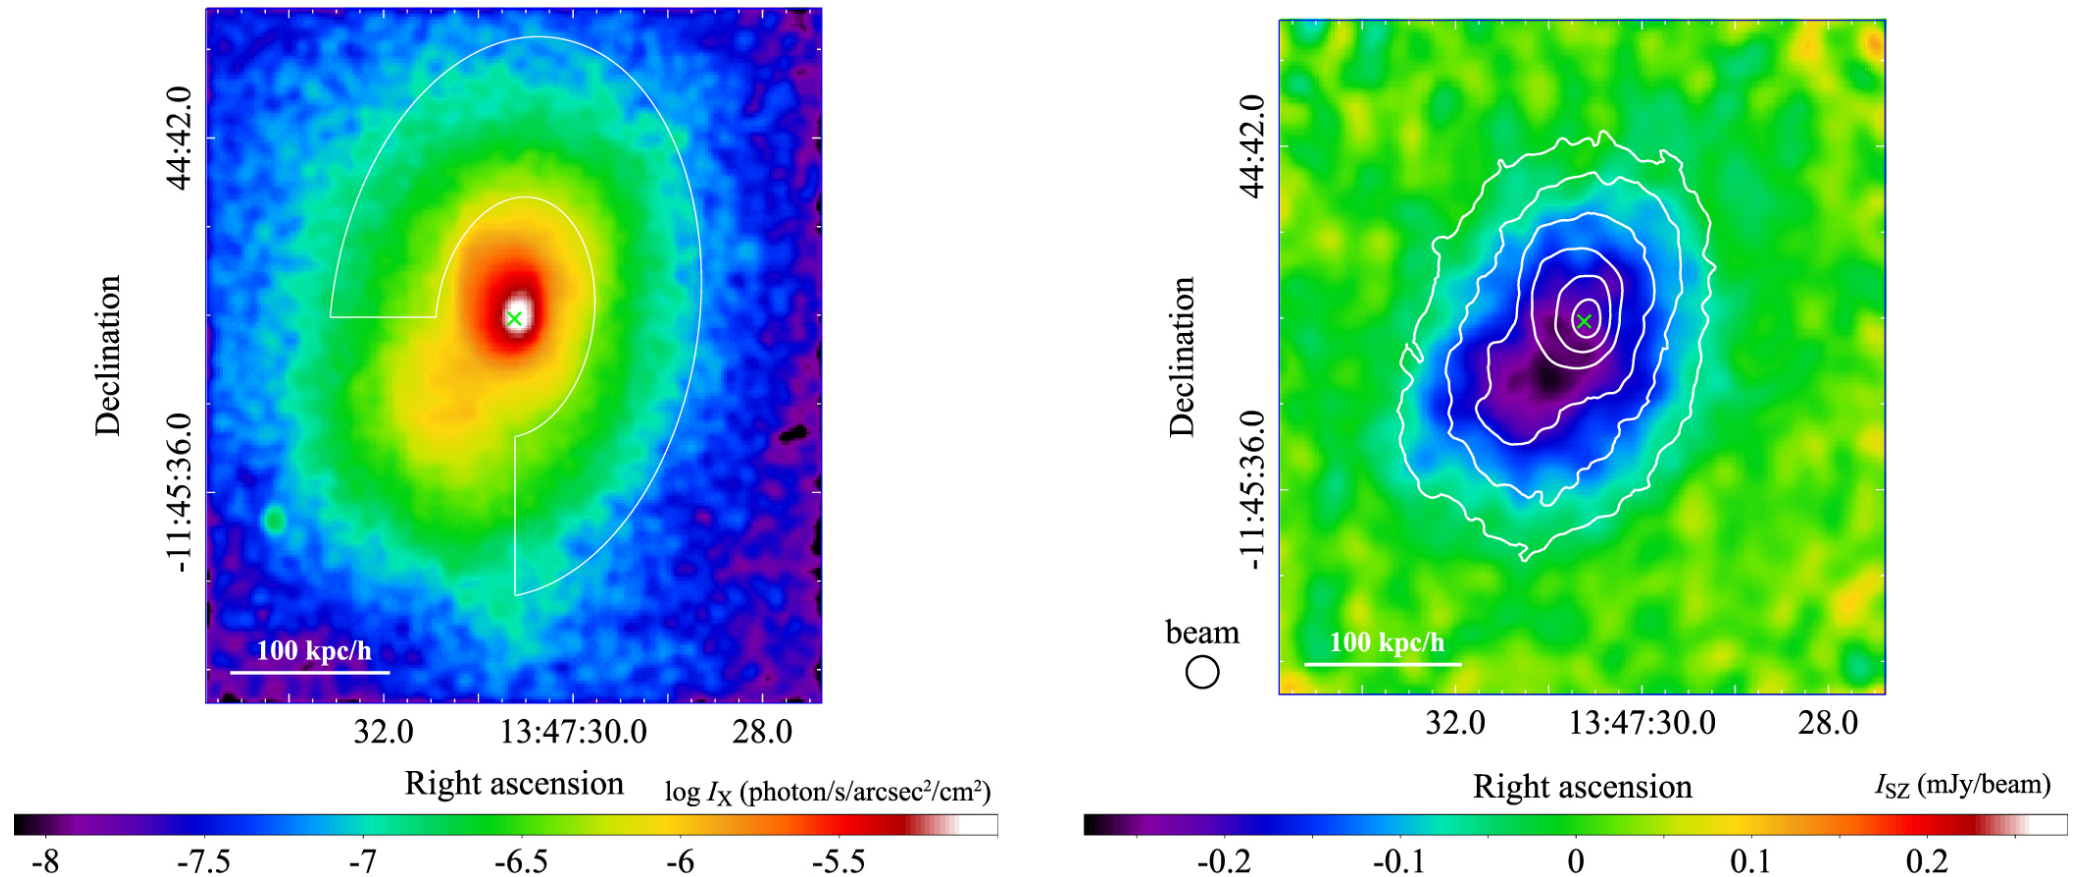 44:42.0
-11:45:36.0
Declination
100 kpc/h
32.0 13:47:30.0 28.0
Right ascension
log IX (photon/s/arcsec²/cm²)
-8 -7.5 -7 -6.5 -6 -5.5
44:42.0
-11:45:36.0
Declination
beam
100 kpc/h
32.0 13:47:30.0 28.0
Right ascension
ISZ (mJy/beam)
-0.2 -0.1 0 0.1 0.2